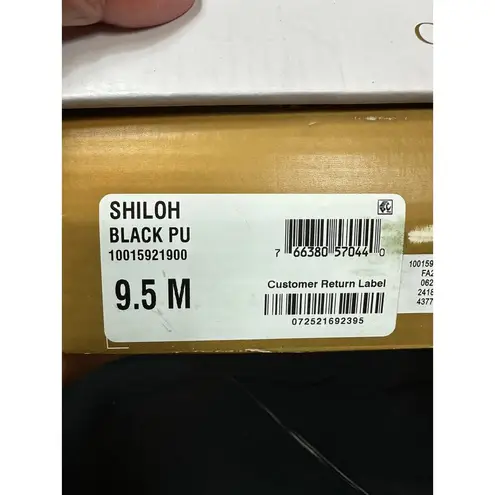 SHILOH
BLACK PU
10015921900
9.5 M
7 66380 57044 0
Customer Return Label
072521692395